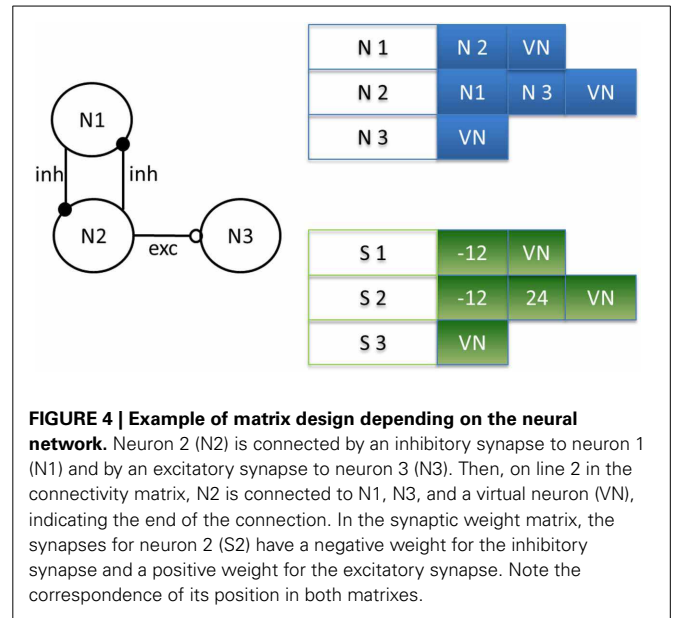 N1
inh
inh
N2
exc
N3
N 1 N 2 VN
N 2 N1 N 3 VN
N 3 VN
S 1 -12 VN
S 2 -12 24 VN
S 3 VN
FIGURE 4 | Example of matrix design depending on the neural
network. Neuron 2 (N2) is connected by an inhibitory synapse to neuron 1
(N1) and by an excitatory synapse to neuron 3 (N3). Then, on line 2 in the
connectivity matrix, N2 is connected to N1, N3, and a virtual neuron (VN),
indicating the end of the connection. In the synaptic weight matrix, the
synapses for neuron 2 (S2) have a negative weight for the inhibitory
synapse and a positive weight for the excitatory synapse. Note the
correspondence of its position in both matrixes.